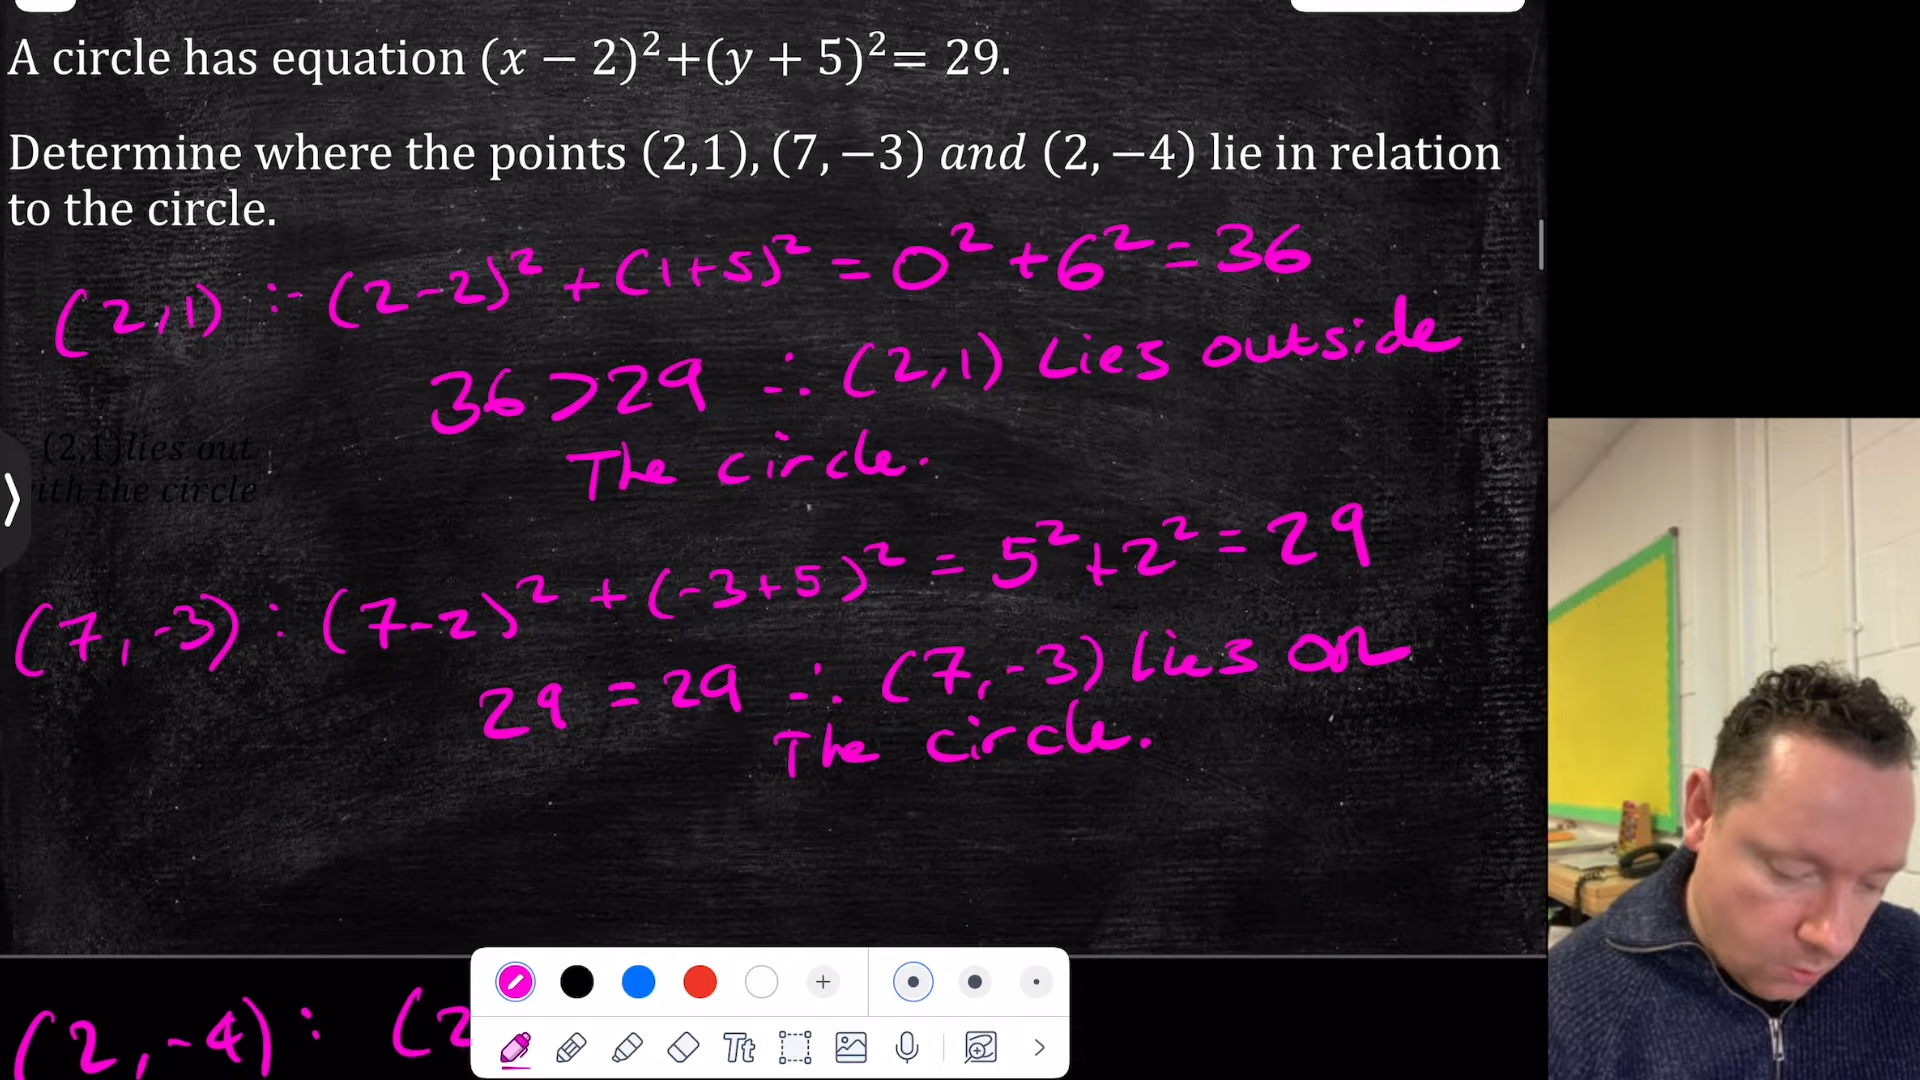 A circle has equation (x − 2)²+(y + 5)²= 29.
Determine where the points (2,1), (7, −3) and (2, −4) lie in relation
to the circle.
(2,1) :- (2-2)² + (1+5)² = 0² + 6² = 36
36 > 29 ∴ (2,1) Lies outside
The circle.
(2,1)lies out
ith the circle
(7,-3) : (7-2)² + (-3+5)² = 5² + 2² = 29
29 = 29 ∴ (7,-3) Lies on
The circle.
(2,-4) : (2
Tt